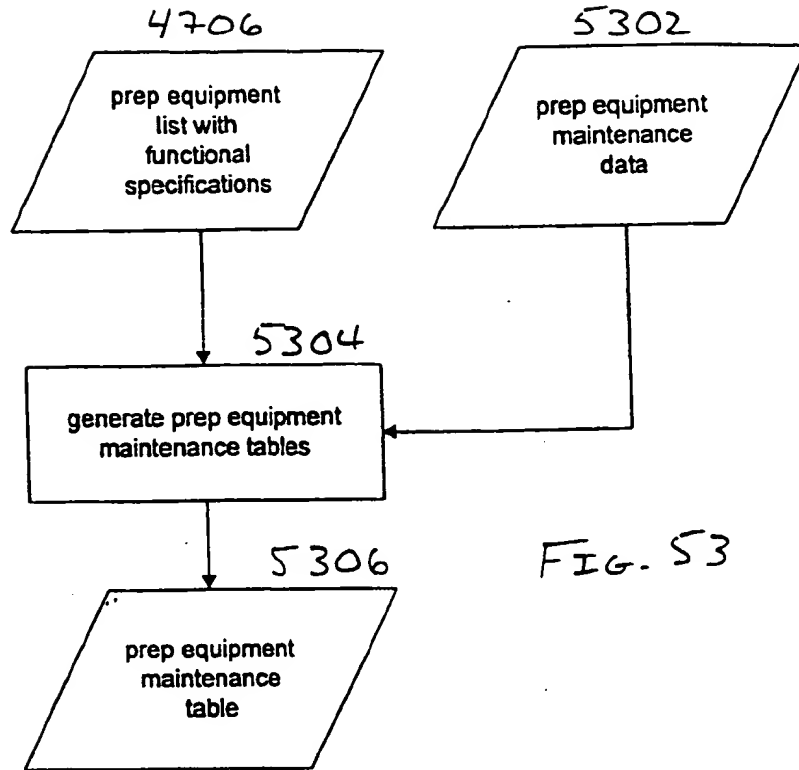 4706
prep equipment
list with
functional
specifications
5302
prep equipment
maintenance
data
5304
generate prep equipment
maintenance tables
5306
prep equipment
maintenance
table
FIG. 53